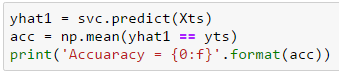 yhat1 = svc.predict(Xts)
acc = np.mean(yhat1 == yts)
print('Accuaracy = {0:f}'.format(acc))